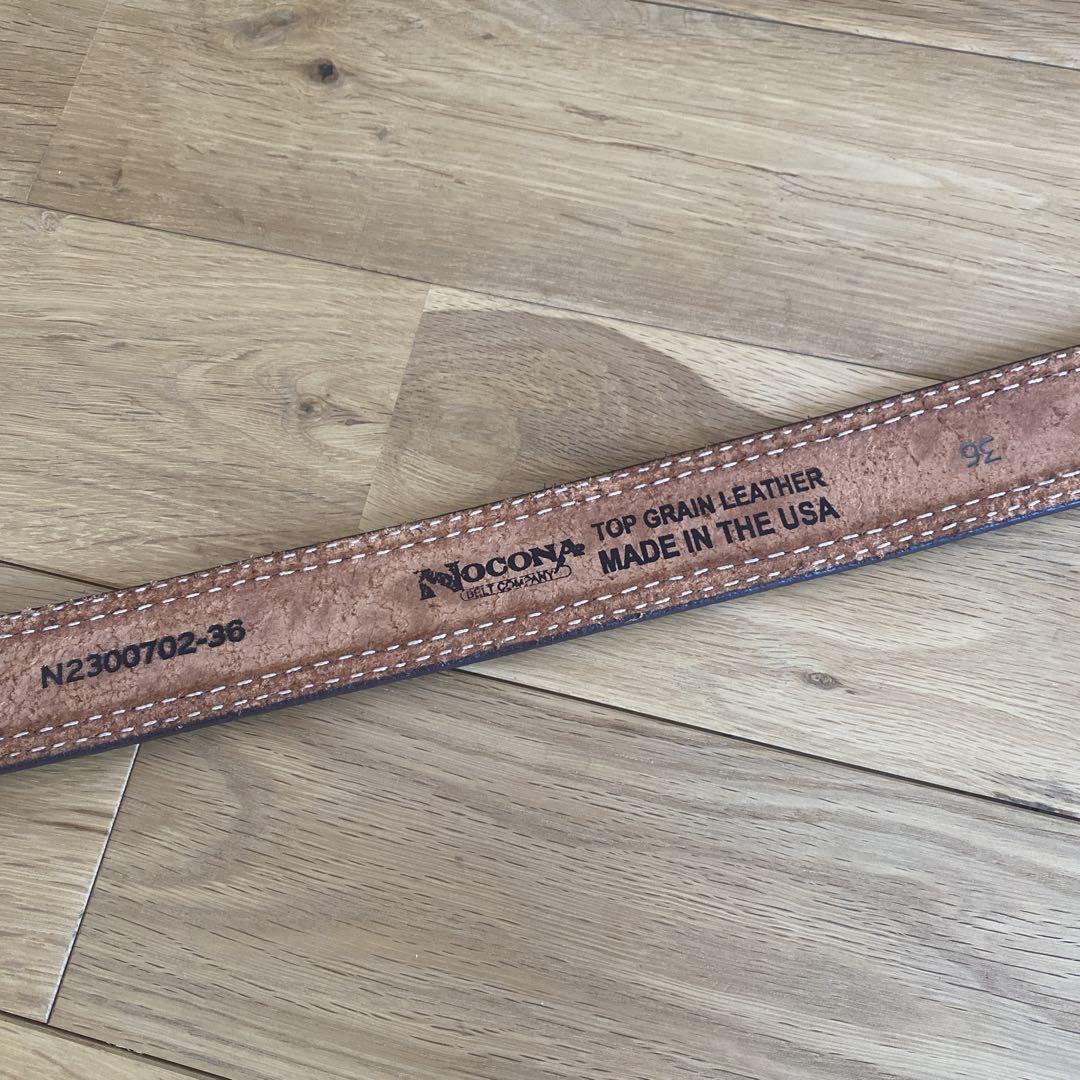 N2300702-36
NOCONA
BELT COMPANY
TOP GRAIN LEATHER
MADE IN THE USA
36